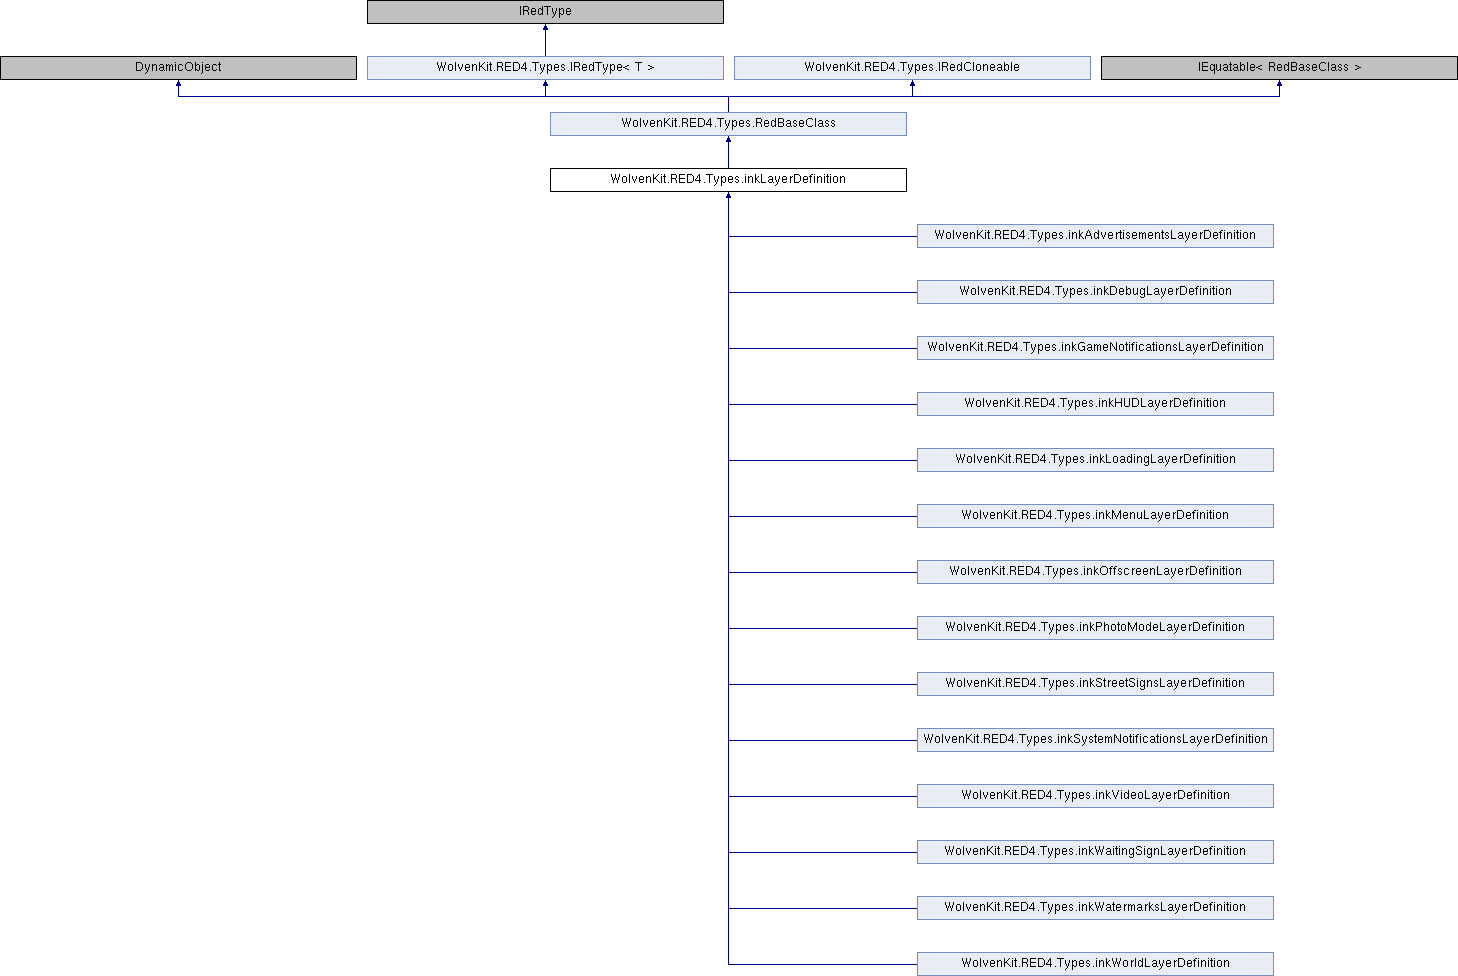 IRedType
DynamicObject
WolvenKit.RED4.Types.IRedType< T >
WolvenKit.RED4.Types.IRedCloneable
IEquatable< RedBaseClass >
WolvenKit.RED4.Types.RedBaseClass
WolvenKit.RED4.Types.inkLayerDefinition
WolvenKit.RED4.Types.inkAdvertisementsLayerDefinition
WolvenKit.RED4.Types.inkDebugLayerDefinition
WolvenKit.RED4.Types.inkGameNotificationsLayerDefinition
WolvenKit.RED4.Types.inkHUDLayerDefinition
WolvenKit.RED4.Types.inkLoadingLayerDefinition
WolvenKit.RED4.Types.inkMenuLayerDefinition
WolvenKit.RED4.Types.inkOffscreenLayerDefinition
WolvenKit.RED4.Types.inkPhotoModeLayerDefinition
WolvenKit.RED4.Types.inkStreetSignsLayerDefinition
WolvenKit.RED4.Types.inkSystemNotificationsLayerDefinition
WolvenKit.RED4.Types.inkVideoLayerDefinition
WolvenKit.RED4.Types.inkWaitingSignLayerDefinition
WolvenKit.RED4.Types.inkWatermarksLayerDefinition
WolvenKit.RED4.Types.inkWorldLayerDefinition